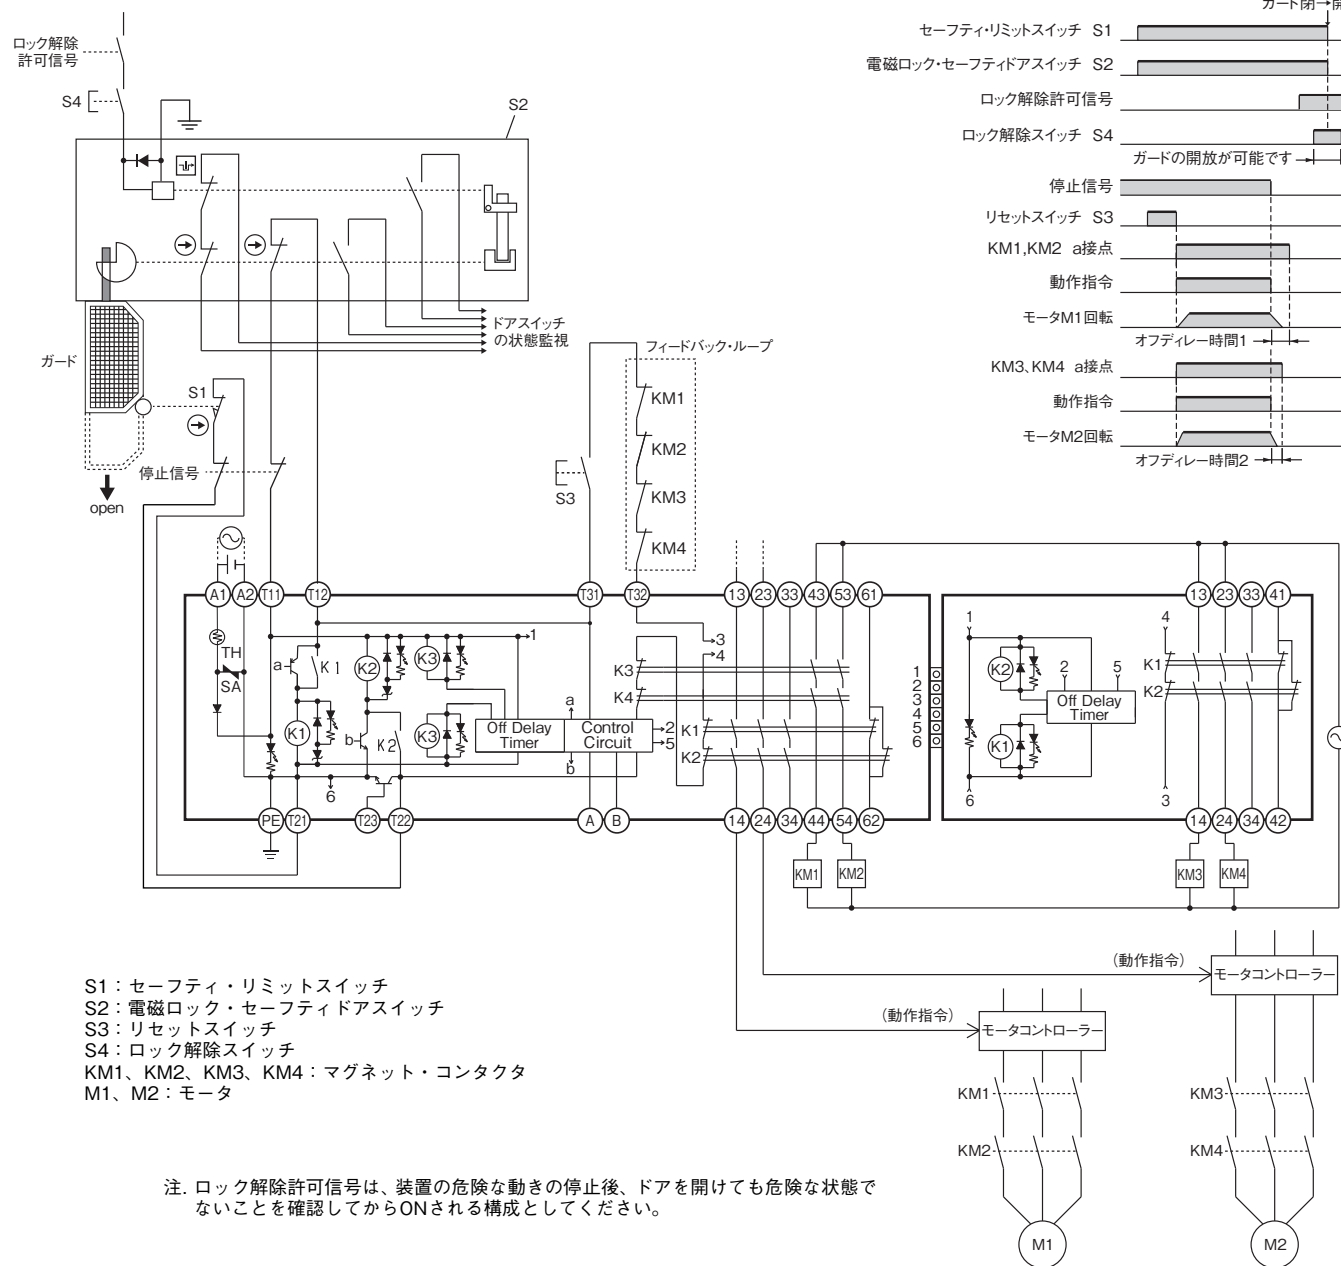 ロック解除
許可信号
S4
S2
ガード
S1
停止信号
open
ドアスイッチ
の状態監視
フィードバック・ループ
KM1
KM2
KM3
KM4
S3
セーフティ・リミットスイッチ S1
電磁ロック・セーフティドアスイッチ S2
ロック解除許可信号
ロック解除スイッチ S4
ガードの開放が可能です
停止信号
リセットスイッチ S3
KM1,KM2 a接点
動作指令
モータM1回転
オフディレー時間1
KM3、KM4 a接点
動作指令
モータM2回転
オフディレー時間2
A1 A2 T11 T12 T31 T32 13 23 33 43 53 61
13 23 33 41
TH
SA
a
K1
K1
K2
b
K2
K3
K3
1
6
Off Delay
Timer
a
Control
Circuit
b
2
5
3
4
K3
K4
K1
K2
1
2
3
4
5
6
1
6
K2
K1
2
5
Off Delay
Timer
4
K1
K2
3
PE T21 T23 T22 A B 14 24 34 44 54 62
14 24 34 42
KM1
KM2
KM3
KM4
(動作指令)
モータコントローラー
(動作指令)
モータコントローラー
KM1
KM2
KM3
KM4
M1
M2
S1:セーフティ・リミットスイッチ
S2:電磁ロック・セーフティドアスイッチ
S3:リセットスイッチ
S4:ロック解除スイッチ
KM1、KM2、KM3、KM4:マグネット・コンタクタ
M1、M2:モータ
注. ロック解除許可信号は、装置の危険な動きの停止後、ドアを開けても危険な状態で
ないことを確認してからONされる構成としてください。